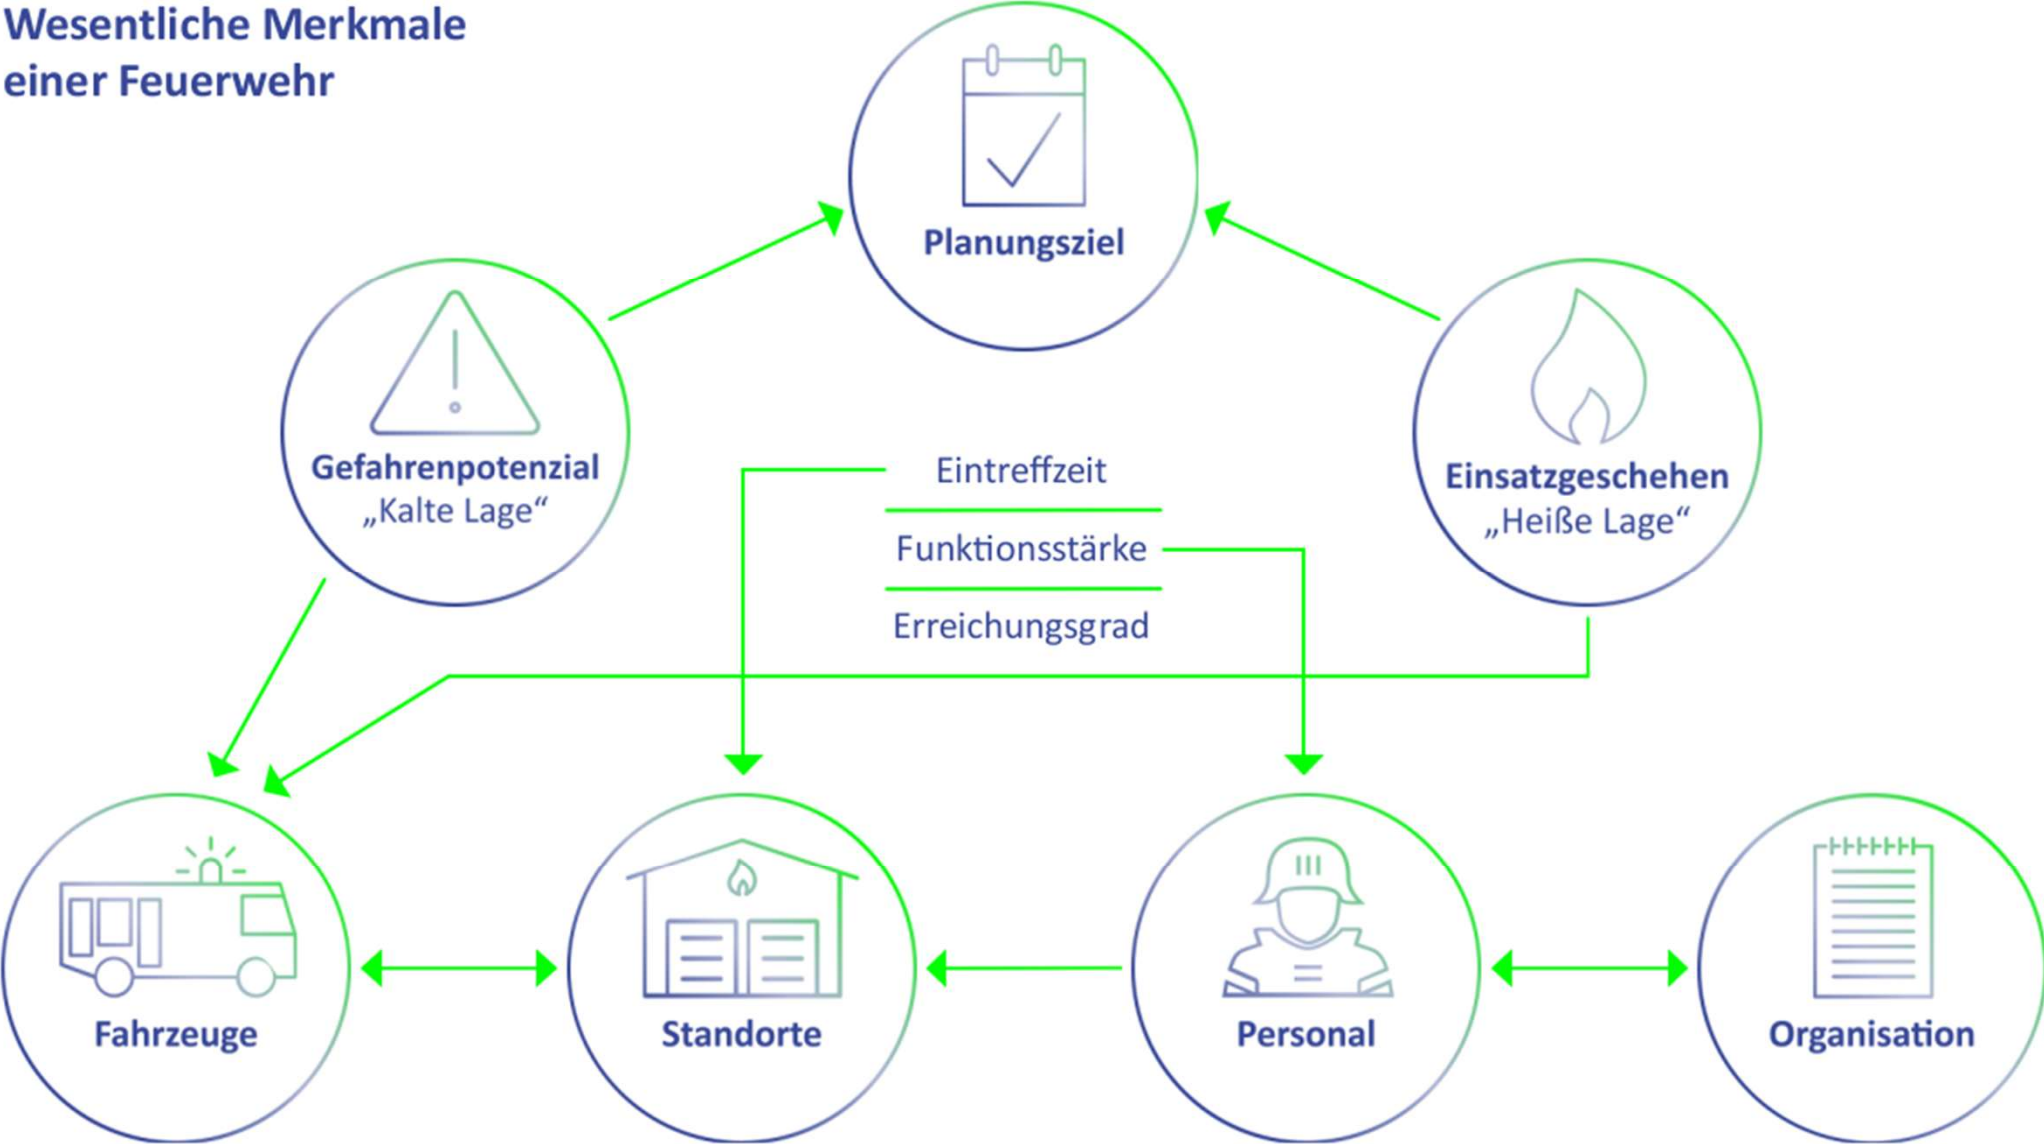 Wesentliche Merkmale
einer Feuerwehr
Planungsziel
Gefahrenpotenzial
„Kalte Lage“
Einsatzgeschehen
„Heiße Lage“
Eintreffzeit
Funktionsstärke
Erreichungsgrad
Fahrzeuge
Standorte
Personal
Organisation